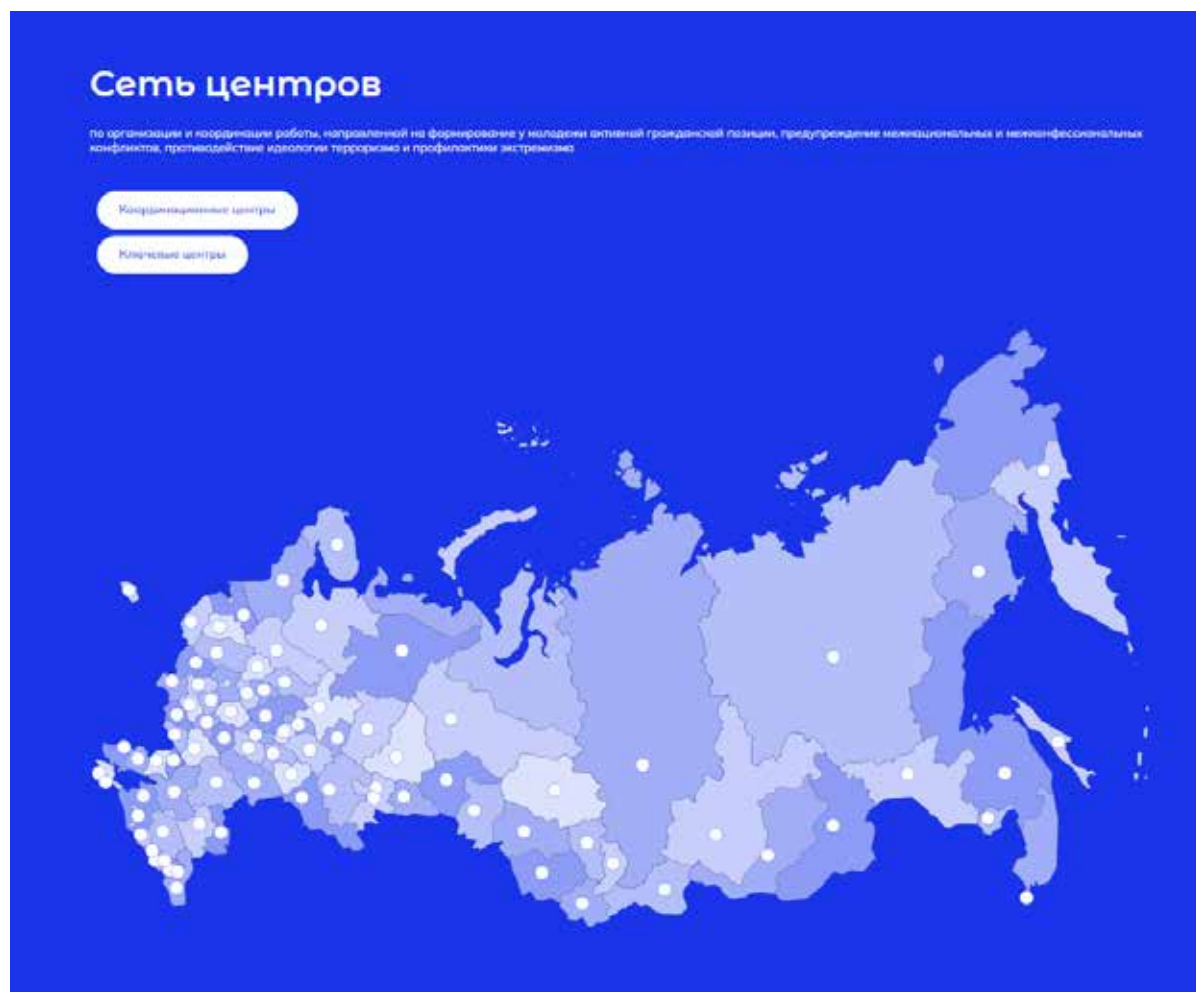 Сеть центров
по организации и координации работы, направленной на формирование у молодежи активной гражданской позиции, предупреждение межнациональных и межконфессиональных
конфликтов, противодействие идеологии терроризма и профилактики экстремизма
Координационные центры
Ключевые центры